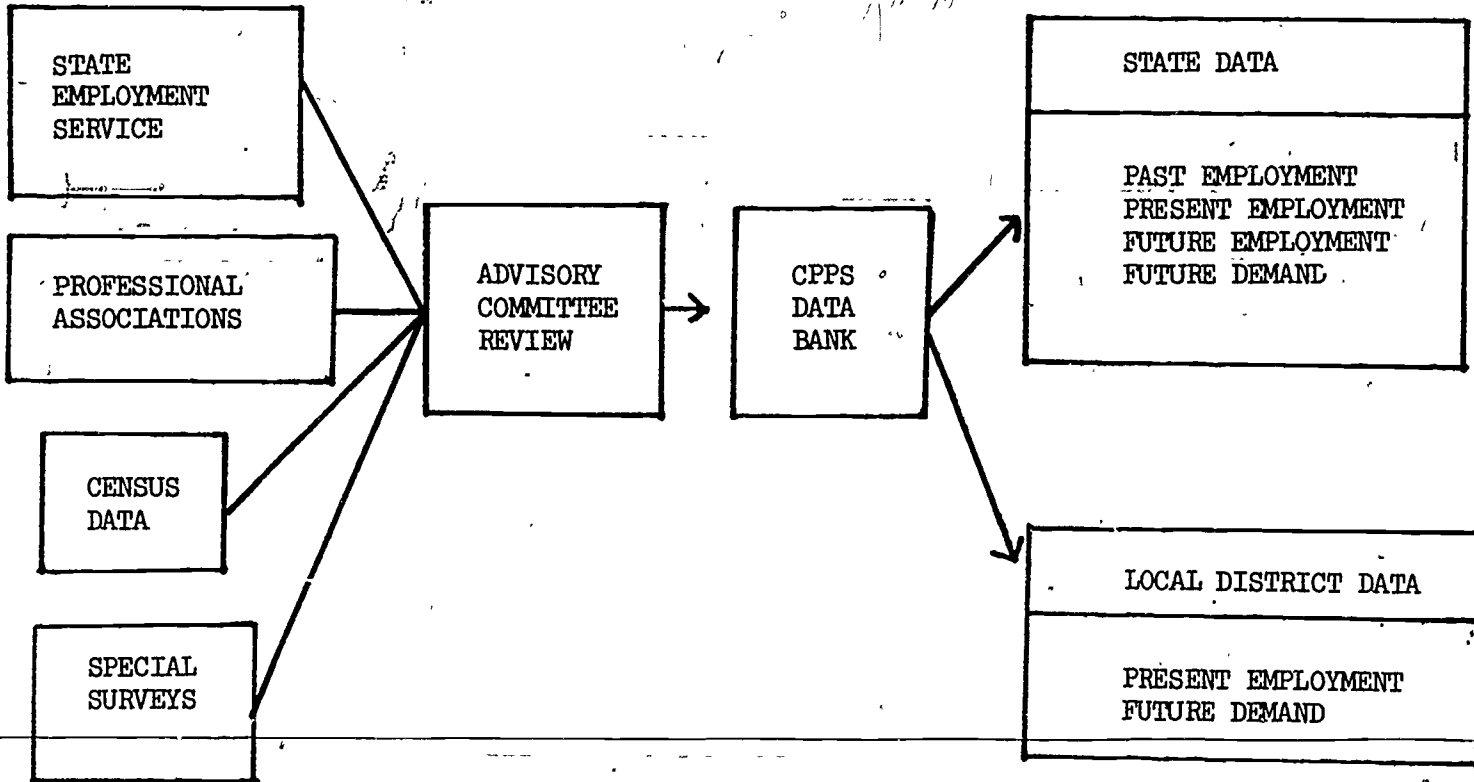 STATE
EMPLOYMENT
SERVICE
PROFESSIONAL
ASSOCIATIONS
CENSUS
DATA
SPECIAL
SURVEYS
ADVISORY
COMMITTEE
REVIEW
CPPS
DATA
BANK
STATE DATA
PAST EMPLOYMENT
PRESENT EMPLOYMENT
FUTURE EMPLOYMENT
FUTURE DEMAND
LOCAL DISTRICT DATA
PRESENT EMPLOYMENT
FUTURE DEMAND